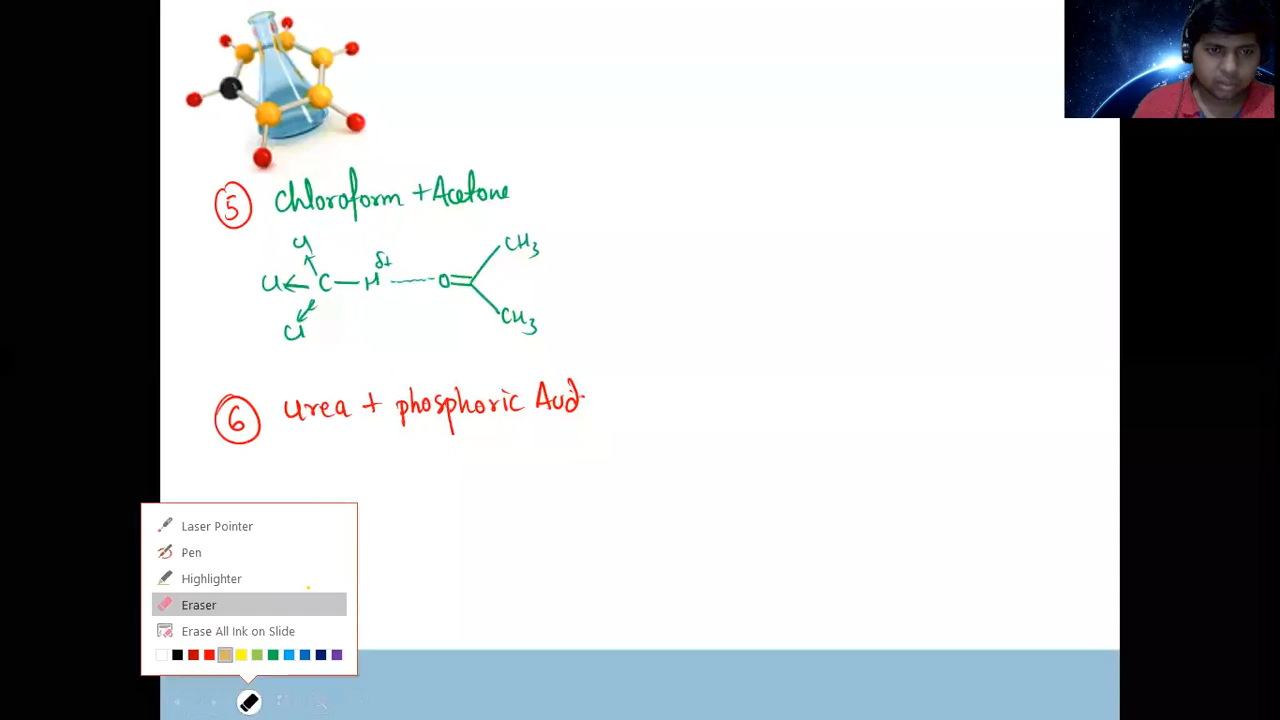 ⑤ Chloroform + Acetone
Cl
δ+
CH3
Cl C — H ---- O =
CH3
Cl
⑥ Urea + phosphoric Acid
Laser Pointer
Pen
Highlighter
Eraser
Erase All Ink on Slide